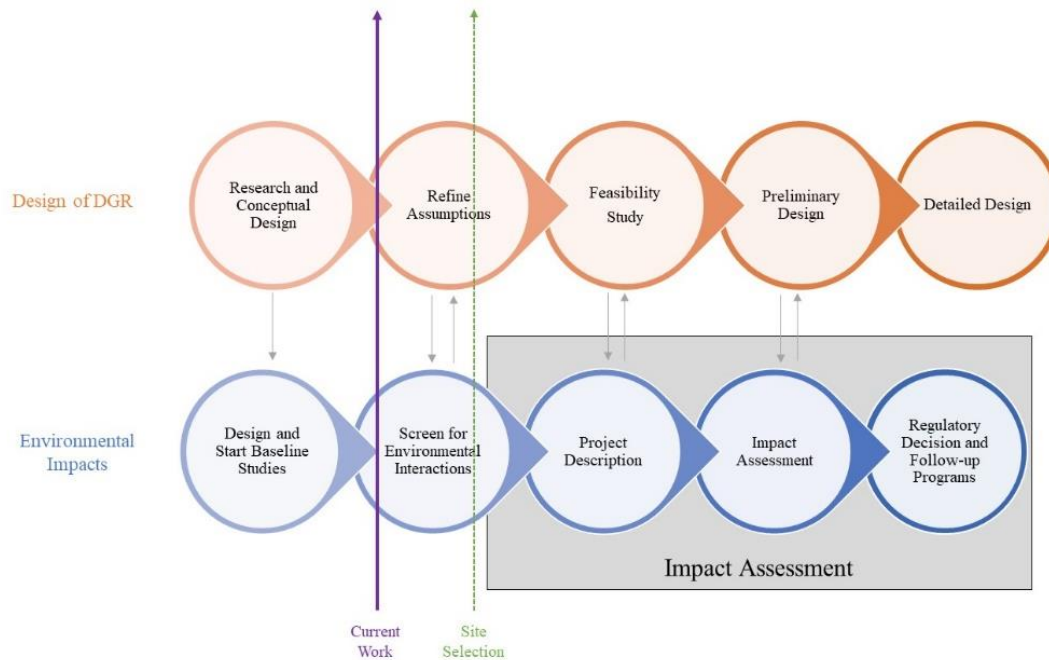 Design of DGR
Research and
Conceptual
Design
Refine
Assumptions
Feasibility
Study
Preliminary
Design
Detailed Design
Environmental
Impacts
Design and
Start Baseline
Studies
Screen for
Environmental
Interactions
Project
Description
Impact
Assessment
Regulatory
Decision and
Follow-up
Programs
Impact Assessment
Current
Work
Site
Selection